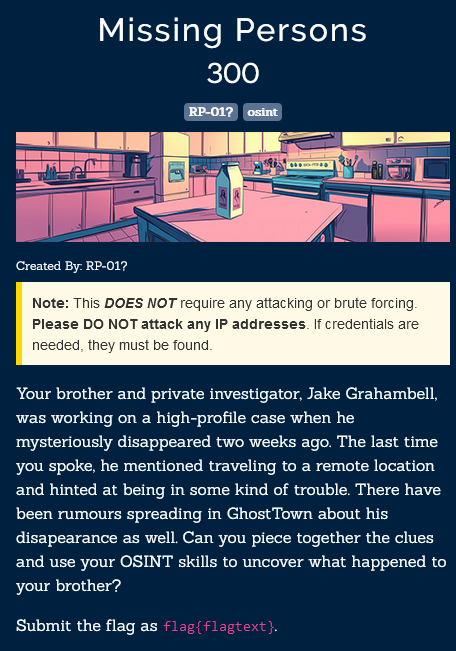 Missing Persons
300
RP-01? osint
Created By: RP-01?
Note: This DOES NOT require any attacking or brute forcing.
Please DO NOT attack any IP addresses. If credentials are
needed, they must be found.
Your brother and private investigator, Jake Grahambell,
was working on a high-profile case when he
mysteriously disappeared two weeks ago. The last time
you spoke, he mentioned traveling to a remote location
and hinted at being in some kind of trouble. There have
been rumours spreading in GhostTown about his
disapearance as well. Can you piece together the clues
and use your OSINT skills to uncover what happened to
your brother?
Submit the flag as flag{flagtext}.